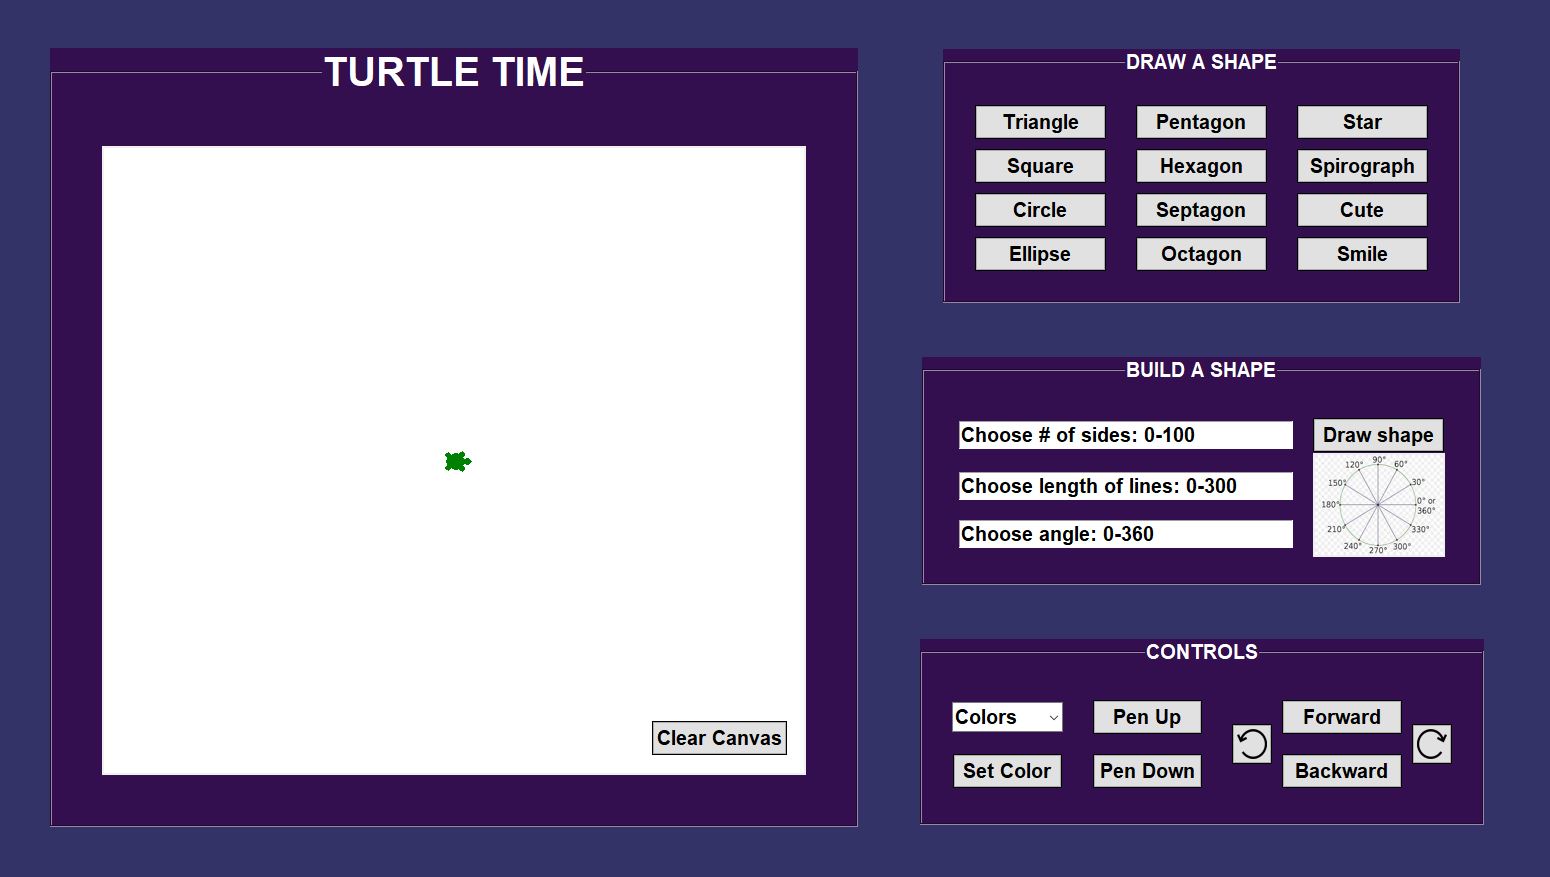 TURTLE TIME
Clear Canvas
DRAW A SHAPE
Triangle Pentagon Star
Square Hexagon Spirograph
Circle Septagon Cute
Ellipse Octagon Smile
BUILD A SHAPE
Choose # of sides: 0-100
Draw shape
Choose length of lines: 0-300
Choose angle: 0-360
90°
120° 60°
150° 30°
180° 0° or
360°
210° 330°
240° 300°
270°
CONTROLS
Colors Pen Up Forward
Set Color Pen Down Backward